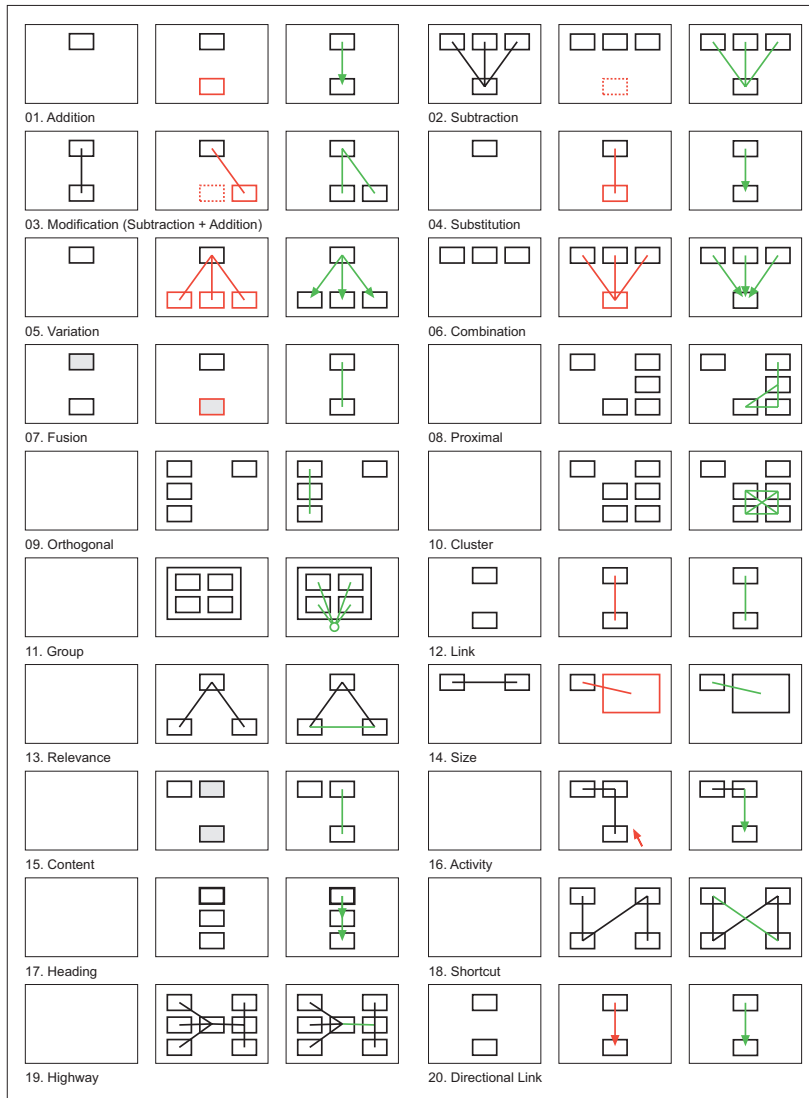 01. Addition
02. Subtraction
03. Modification (Subtraction + Addition)
04. Substitution
05. Variation
06. Combination
07. Fusion
08. Proximal
09. Orthogonal
10. Cluster
11. Group
12. Link
13. Relevance
14. Size
15. Content
16. Activity
17. Heading
18. Shortcut
19. Highway
20. Directional Link